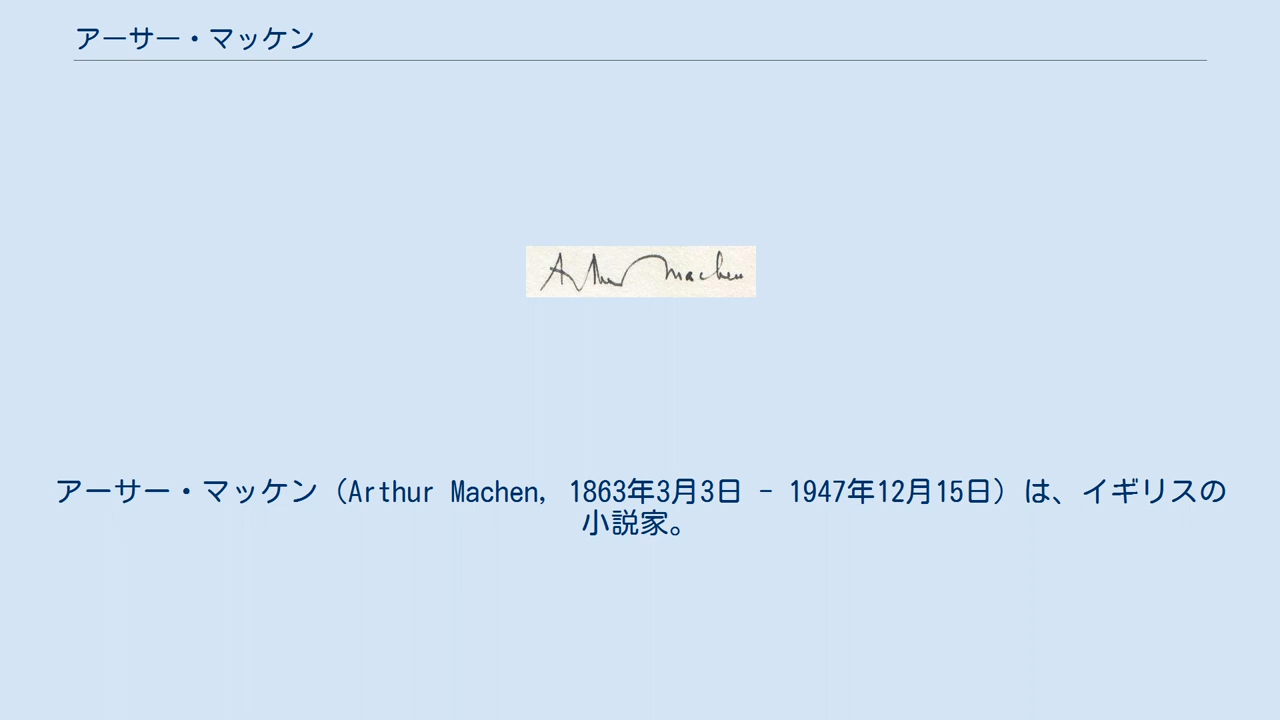 アーサー・マッケン
Arthur Machen
アーサー・マッケン（Arthur Machen, 1863年3月3日 - 1947年12月15日）は、イギリスの
小説家。